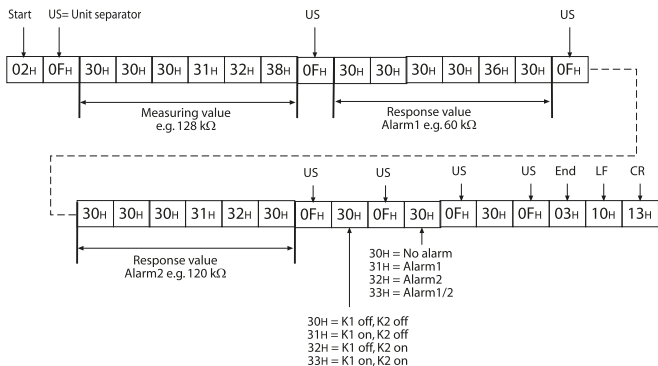 Start US= Unit separator US US
02H 0FH 30H 30H 30H 31H 32H 38H 0FH 30H 30H 30H 30H 36H 30H 0FH
Measuring value
e.g. 128 kΩ
Response value
Alarm1 e.g. 60 kΩ
US US US US End LF CR
30H 30H 30H 31H 32H 30H 0FH 30H 0FH 30H 0FH 30H 0FH 03H 10H 13H
Response value
Alarm2 e.g. 120 kΩ
30H = No alarm
31H = Alarm1
32H = Alarm2
33H = Alarm1/2
30H = K1 off, K2 off
31H = K1 on, K2 off
32H = K1 off, K2 on
33H = K1 on, K2 on